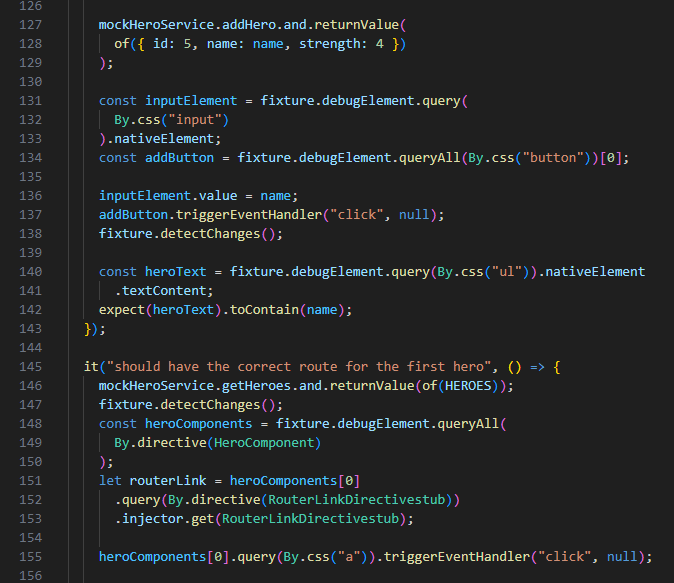 126
127 mockHeroService.addHero.and.returnValue(
128 of({ id: 5, name: name, strength: 4 })
129 );
130
131 const inputElement = fixture.debugElement.query(
132 By.css("input")
133 ).nativeElement;
134 const addButton = fixture.debugElement.queryAll(By.css("button"))[0];
135
136 inputElement.value = name;
137 addButton.triggerEventHandler("click", null);
138 fixture.detectChanges();
139
140 const heroText = fixture.debugElement.query(By.css("ul")).nativeElement
141 .textContent;
142 expect(heroText).toContain(name);
143 });
144
145 it("should have the correct route for the first hero", () => {
146 mockHeroService.getHeroes.and.returnValue(of(HEROES));
147 fixture.detectChanges();
148 const heroComponents = fixture.debugElement.queryAll(
149 By.directive(HeroComponent)
150 );
151 let routerLink = heroComponents[0]
152 .query(By.directive(RouterLinkDirectivestub))
153 .injector.get(RouterLinkDirectivestub);
154
155 heroComponents[0].query(By.css("a")).triggerEventHandler("click", null);
156